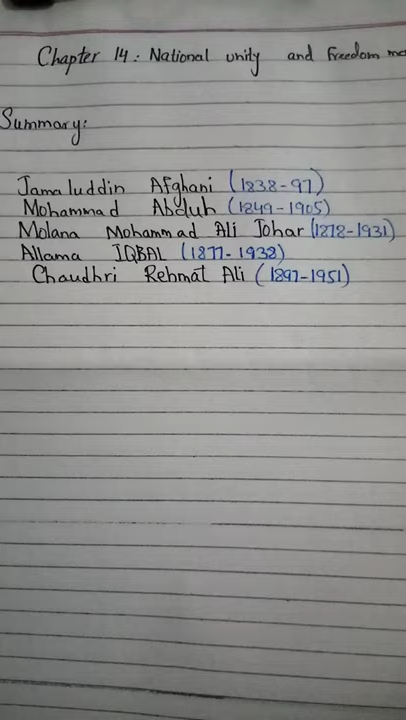 Chapter 14: National unity and Freedom
Summary:
Jamaluddin Afghani (1838-97)
Mohammad Abduh (1849-1905)
Molana Mohammad Ali Johar (1878-1931)
Allama IQBAL (1877-1938)
Chaudhri Rehmat Ali (1897-1951)